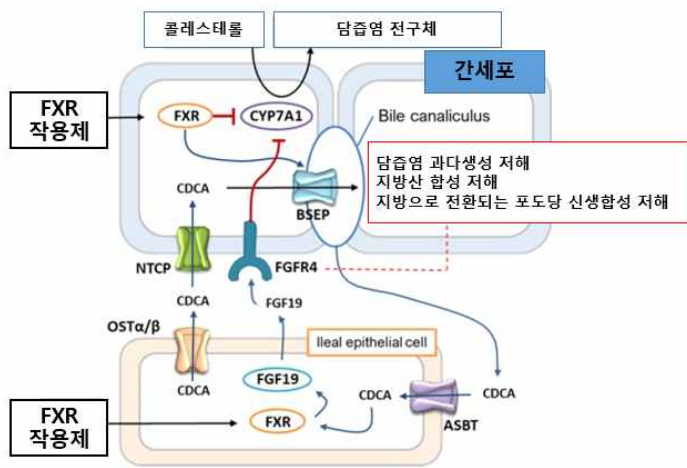 콜레스테롤
담즙염 전구체
간세포
FXR
작용제
FXR
CYP7A1
Bile canaliculus
담즙염 과다생성 저해
지방산 합성 저해
지방으로 전환되는 포도당 신생합성 저해
CDCA
BSEP
NTCP
FGFR4
CDCA
FGF19
OSTα/β
Ileal epithelial cell
CDCA
FGF19
CDCA
CDCA
FXR
작용제
FXR
ASBT